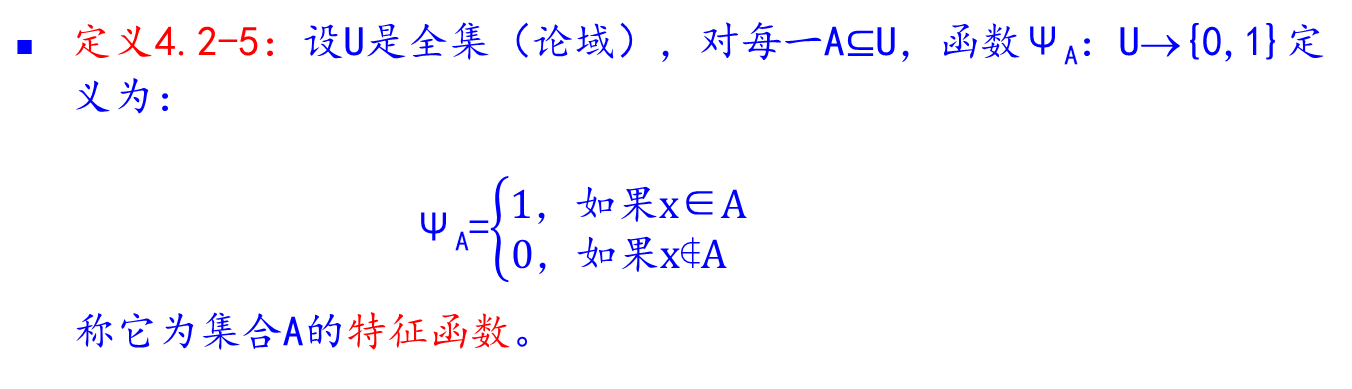 ▪ 定义4.2-5：设U是全集（论域），对每一A⊆U，函数Ψ_A：U→{0,1}定
义为：
Ψ_A={1，如果x∈A
0，如果x∉A
称它为集合A的特征函数。